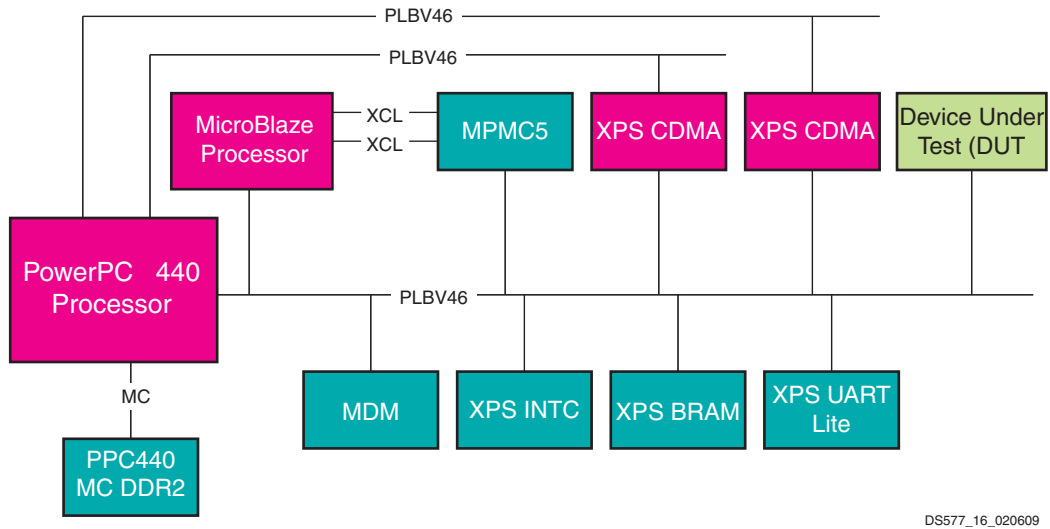 PLBV46
PLBV46
MicroBlaze
Processor
XCL
XCL
MPMC5
XPS CDMA
XPS CDMA
Device Under
Test (DUT
PowerPC 440
Processor
PLBV46
MC
MDM
XPS INTC
XPS BRAM
XPS UART
Lite
PPC440
MC DDR2
DS577_16_020609